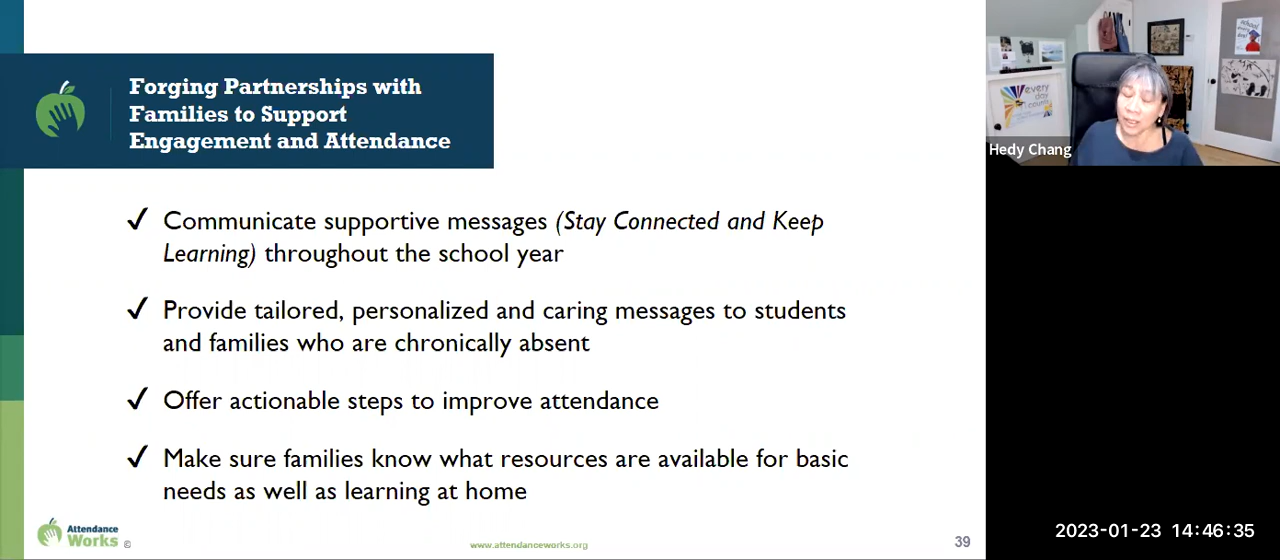 Forging Partnerships with
Families to Support
Engagement and Attendance
✓ Communicate supportive messages (Stay Connected and Keep
Learning) throughout the school year
✓ Provide tailored, personalized and caring messages to students
and families who are chronically absent
✓ Offer actionable steps to improve attendance
✓ Make sure families know what resources are available for basic
needs as well as learning at home
Attendance
Works ©
www.attendanceworks.org
39
every
day
counts
Hedy Chang
2023-01-23 14:46:35